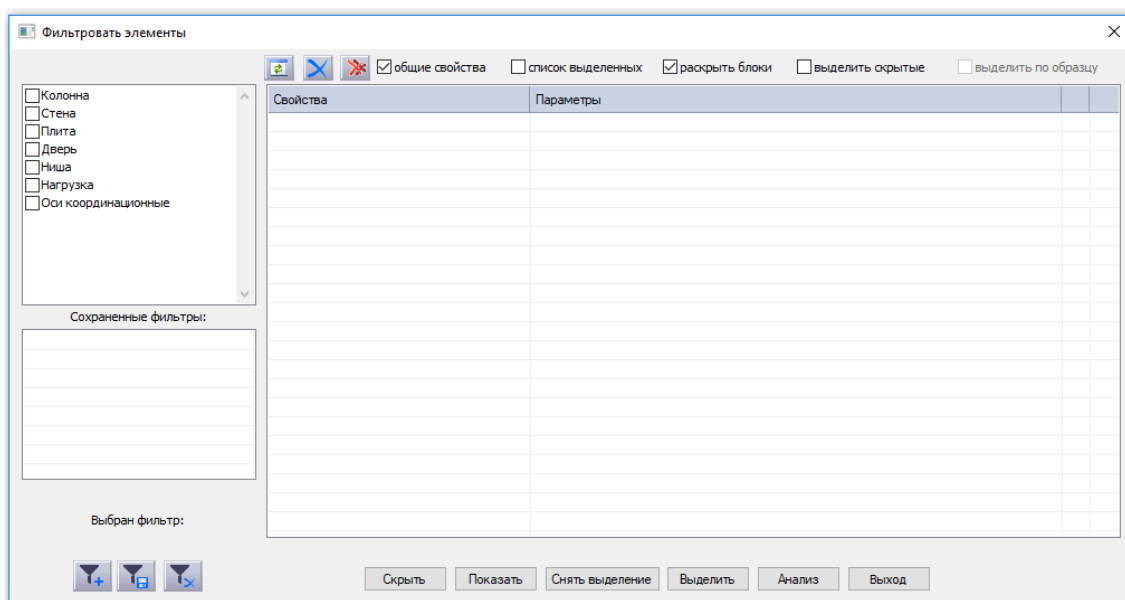 Фильтровать элементы
общие свойства список выделенных раскрыть блоки выделить скрытые выделить по образцу
Колонна
Стена
Плита
Дверь
Ниша
Нагрузка
Оси координационные
Свойства Параметры
Сохраненные фильтры:
Выбран фильтр:
Скрыть Показать Снять выделение Выделить Анализ Выход